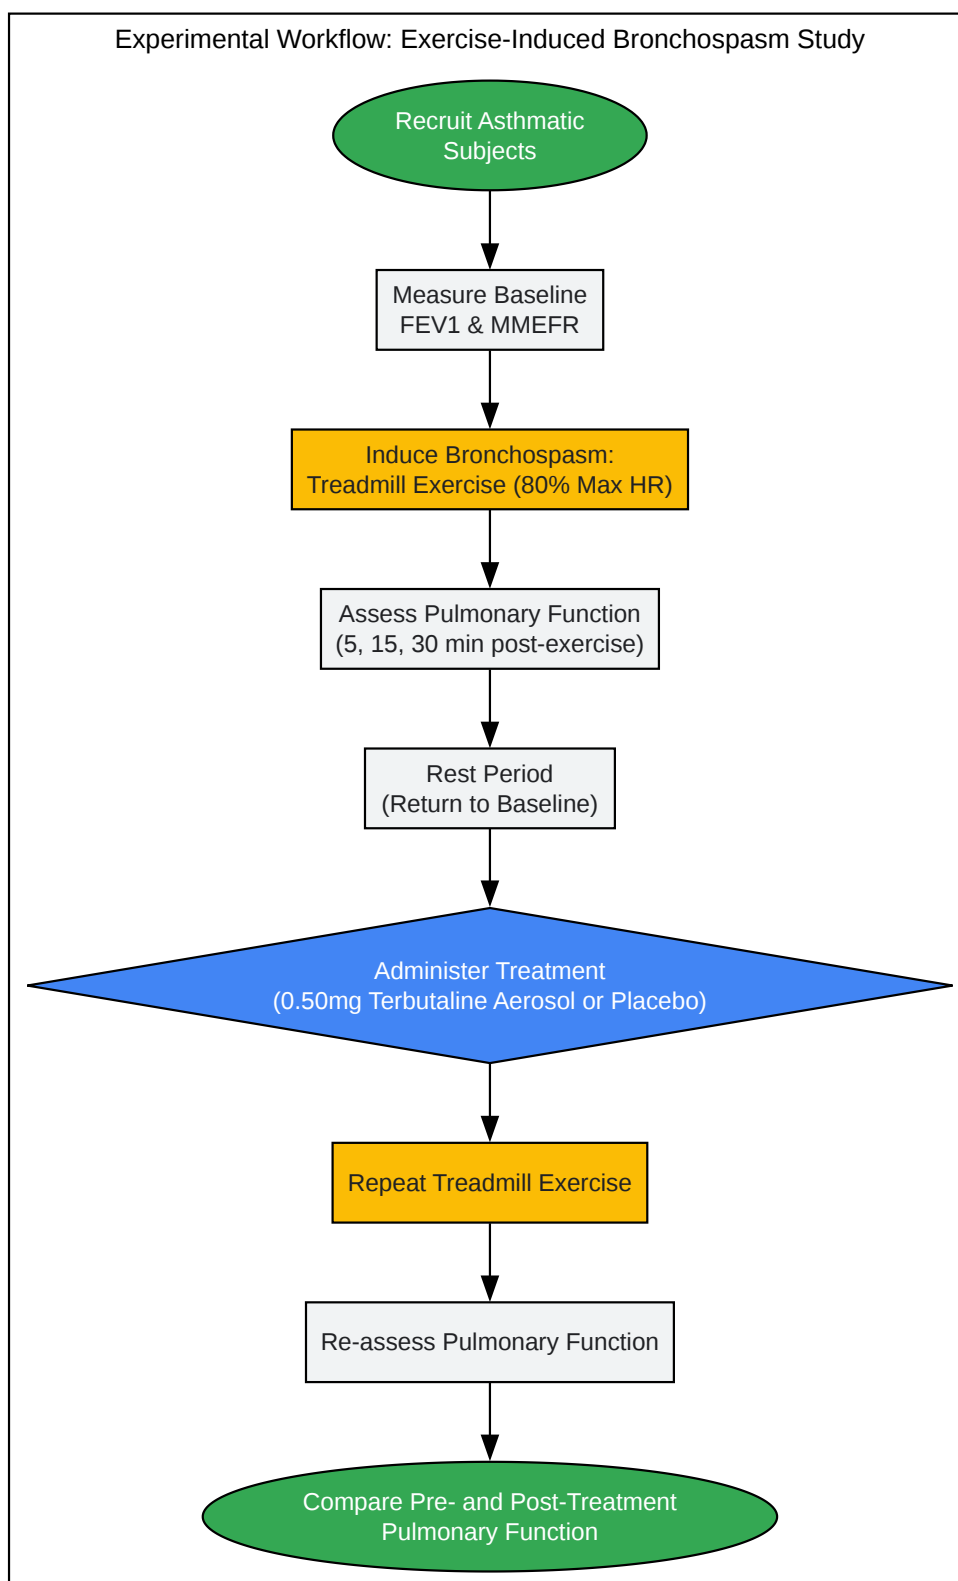 Experimental Workflow: Exercise-Induced Bronchospasm Study
Recruit Asthmatic
Subjects
Measure Baseline
FEV1 & MMEFR
Induce Bronchospasm:
Treadmill Exercise (80% Max HR)
Assess Pulmonary Function
(5, 15, 30 min post-exercise)
Rest Period
(Return to Baseline)
Administer Treatment
(0.50mg Terbutaline Aerosol or Placebo)
Repeat Treadmill Exercise
Re-assess Pulmonary Function
Compare Pre- and Post-Treatment
Pulmonary Function